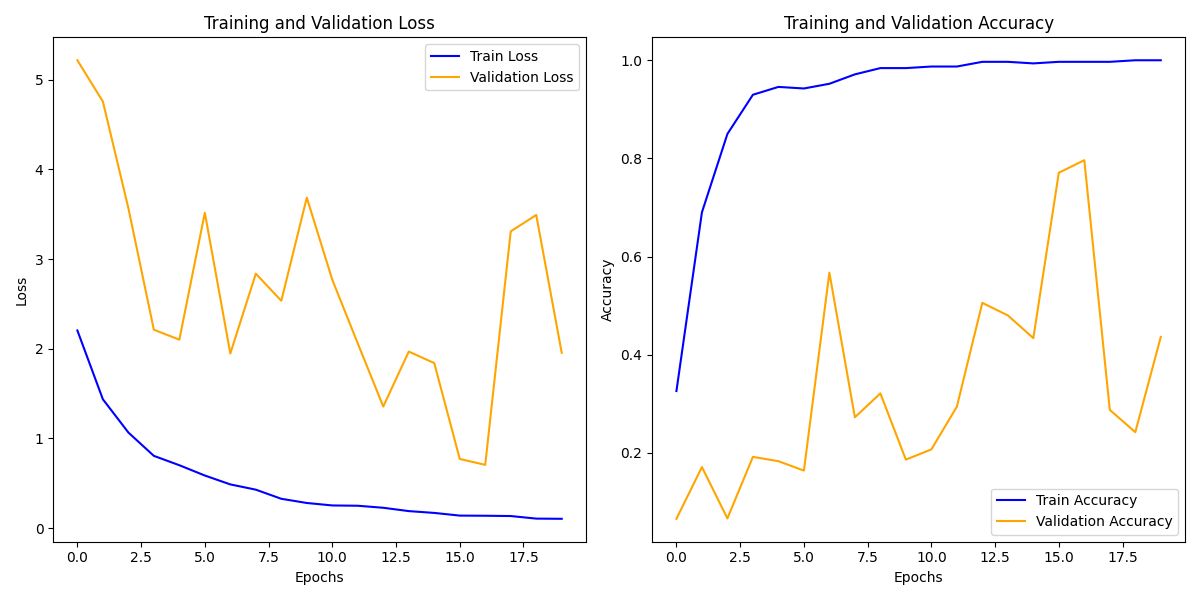 Training and Validation Loss
Train Loss
Validation Loss
5
4
3
2
1
0
Loss
0.0 2.5 5.0 7.5 10.0 12.5 15.0 17.5
Epochs
Training and Validation Accuracy
1.0
0.8
0.6
0.4
0.2
Accuracy
Train Accuracy
Validation Accuracy
0.0 2.5 5.0 7.5 10.0 12.5 15.0 17.5
Epochs